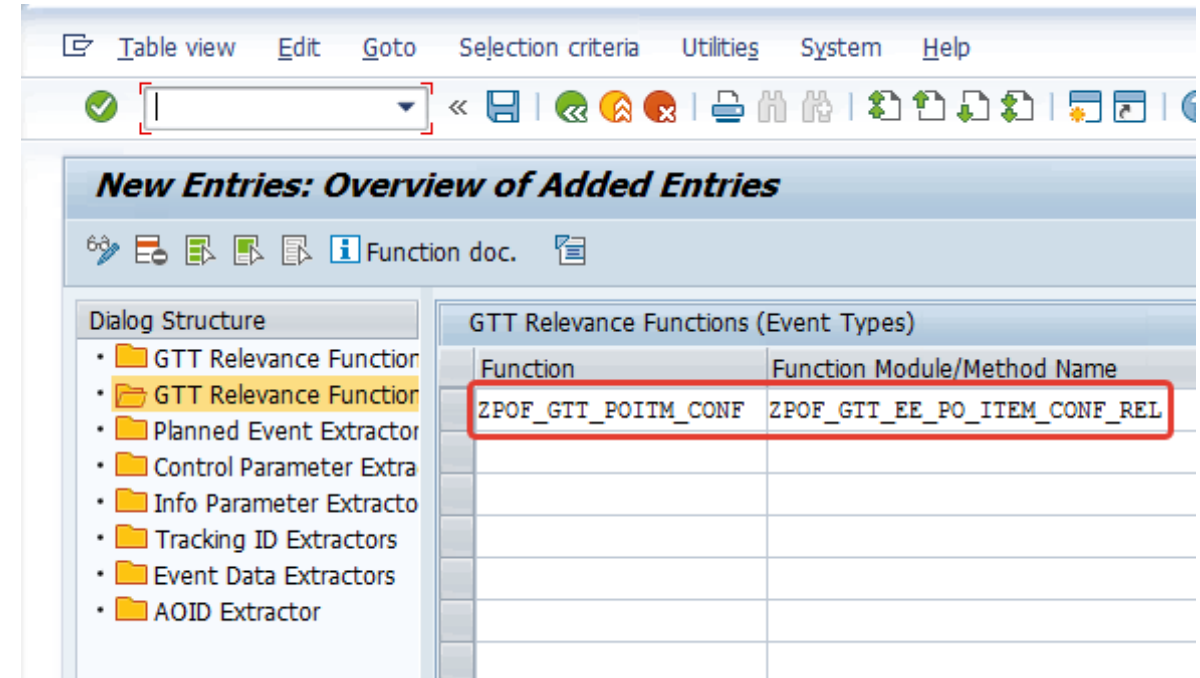 Table view Edit Goto Selection criteria Utilities System Help
New Entries: Overview of Added Entries
Function doc.
Dialog Structure
GTT Relevance Function
GTT Relevance Function
Planned Event Extractor
Control Parameter Extra
Info Parameter Extracto
Tracking ID Extractors
Event Data Extractors
AOID Extractor
GTT Relevance Functions (Event Types)
Function Function Module/Method Name
ZPOF_GTT_POITM_CONF ZPOF_GTT_EE_PO_ITEM_CONF_REL